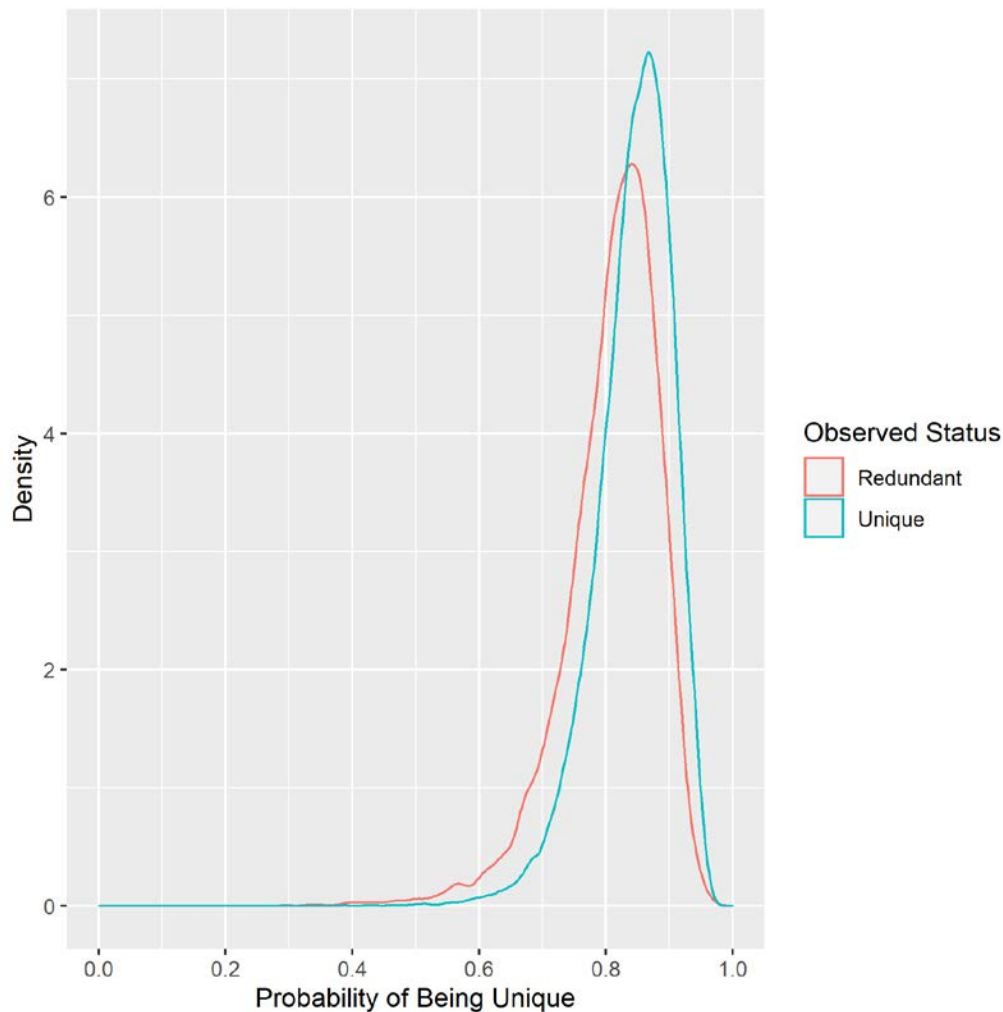 6
4
2
0
Density
0.0 0.2 0.4 0.6 0.8 1.0
Probability of Being Unique
Observed Status
Redundant
Unique